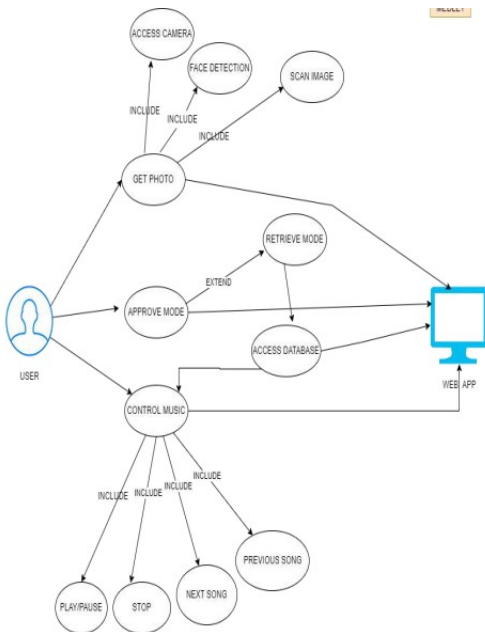 MEDLEY
ACCESS CAMERA
FACE DETECTION
SCAN IMAGE
INCLUDE
INCLUDE
INCLUDE
GET PHOTO
RETRIEVE MODE
EXTEND
APPROVE MODE
ACCESS DATABASE
USER
WEB APP
CONTROL MUSIC
INCLUDE
INCLUDE
INCLUDE
INCLUDE
PREVIOUS SONG
NEXT SONG
PLAY/PAUSE
STOP